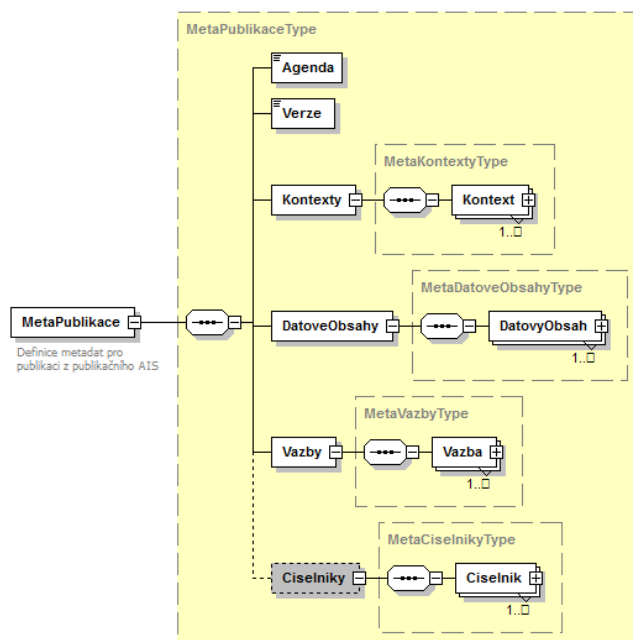 MetaPublikaceType
Agenda
Verze
MetaKontextyType
Kontexty
Kontext
1..□
MetaDatoveObsahyType
MetaPublikace
DatoveObsahy
DatovyObsah
1..□
Definice metadat pro
publikaci z publikačního AIS
MetaVazbyType
Vazby
Vazba
1..□
MetaCiselnikyType
Ciselniky
Ciselnik
1..□